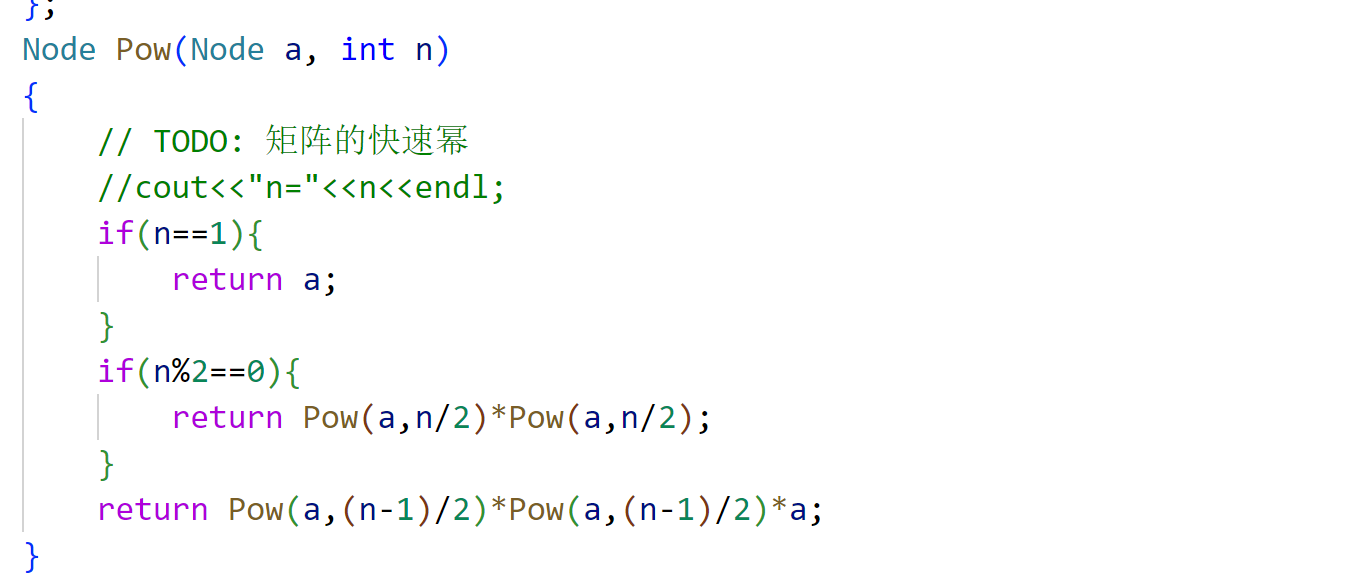 };
Node Pow(Node a, int n)
{
    // TODO: 矩阵的快速幂
    //cout<<"n="<<n<<endl;
    if(n==1){
        return a;
    }
    if(n%2==0){
        return Pow(a,n/2)*Pow(a,n/2);
    }
    return Pow(a,(n-1)/2)*Pow(a,(n-1)/2)*a;
}